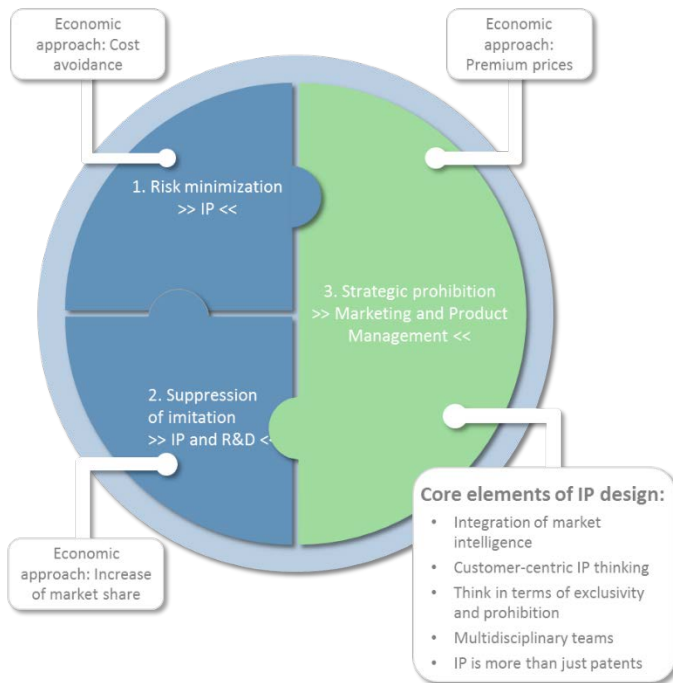 Economic
approach: Cost
avoidance
Economic
approach:
Premium prices
1. Risk minimization
>> IP <<
3. Strategic prohibition
>> Marketing and Product
Management <<
2. Suppression
of imitation
>> IP and R&D <<
Economic
approach: Increase
of market share
Core elements of IP design:
• Integration of market
intelligence
• Customer-centric IP thinking
• Think in terms of exclusivity
and prohibition
• Multidisciplinary teams
• IP is more than just patents